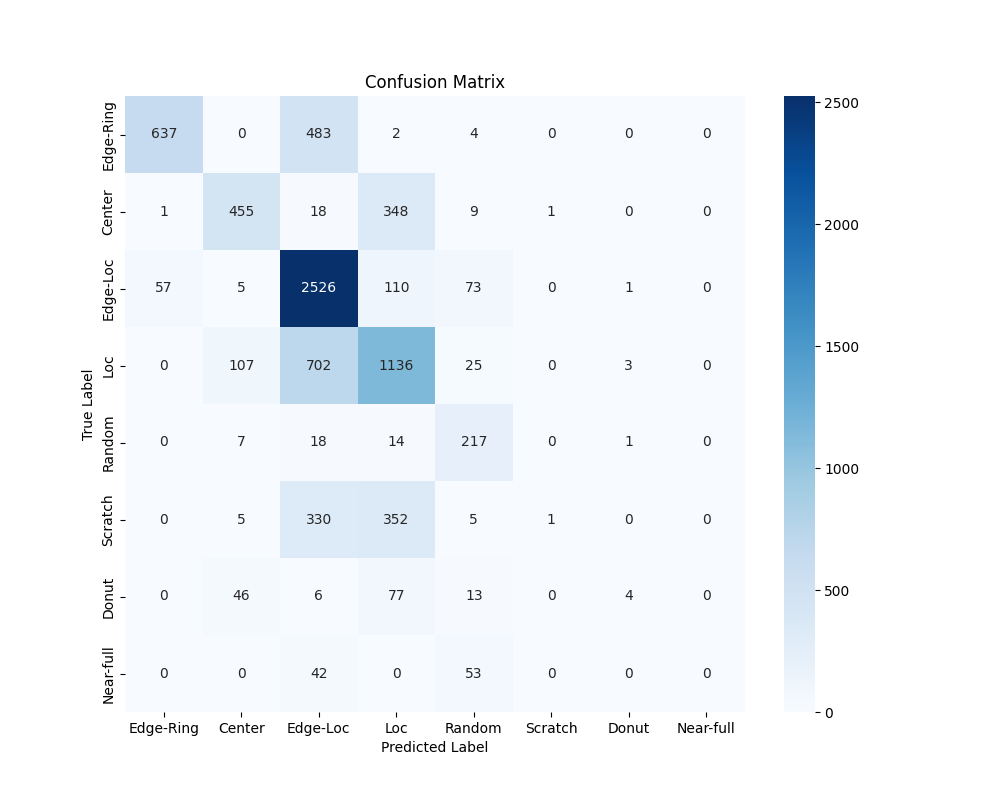 Confusion Matrix
Edge-Ring 637 0 483 2 4 0 0 0
Center 1 455 18 348 9 1 0 0
Edge-Loc 57 5 2526 110 73 0 1 0
Loc 0 107 702 1136 25 0 3 0
Random 0 7 18 14 217 0 1 0
Scratch 0 5 330 352 5 1 0 0
Donut 0 46 6 77 13 0 4 0
Near-full 0 0 42 0 53 0 0 0
Edge-Ring Center Edge-Loc Loc Random Scratch Donut Near-full
Predicted Label
True Label
2500
2000
1500
1000
500
0